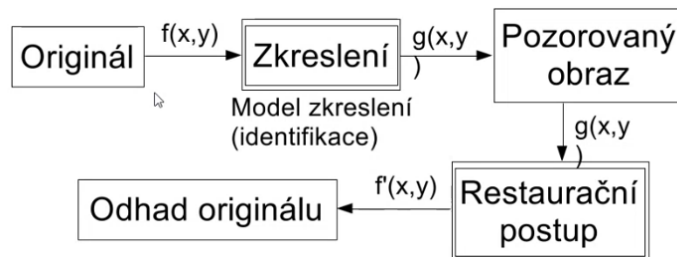 Originál
f(x,y)
Zkreslení
g(x,y
)
Pozorovaný
obraz
Model zkreslení
(identifikace)
g(x,y
)
Restaurační
postup
f'(x,y)
Odhad originálu